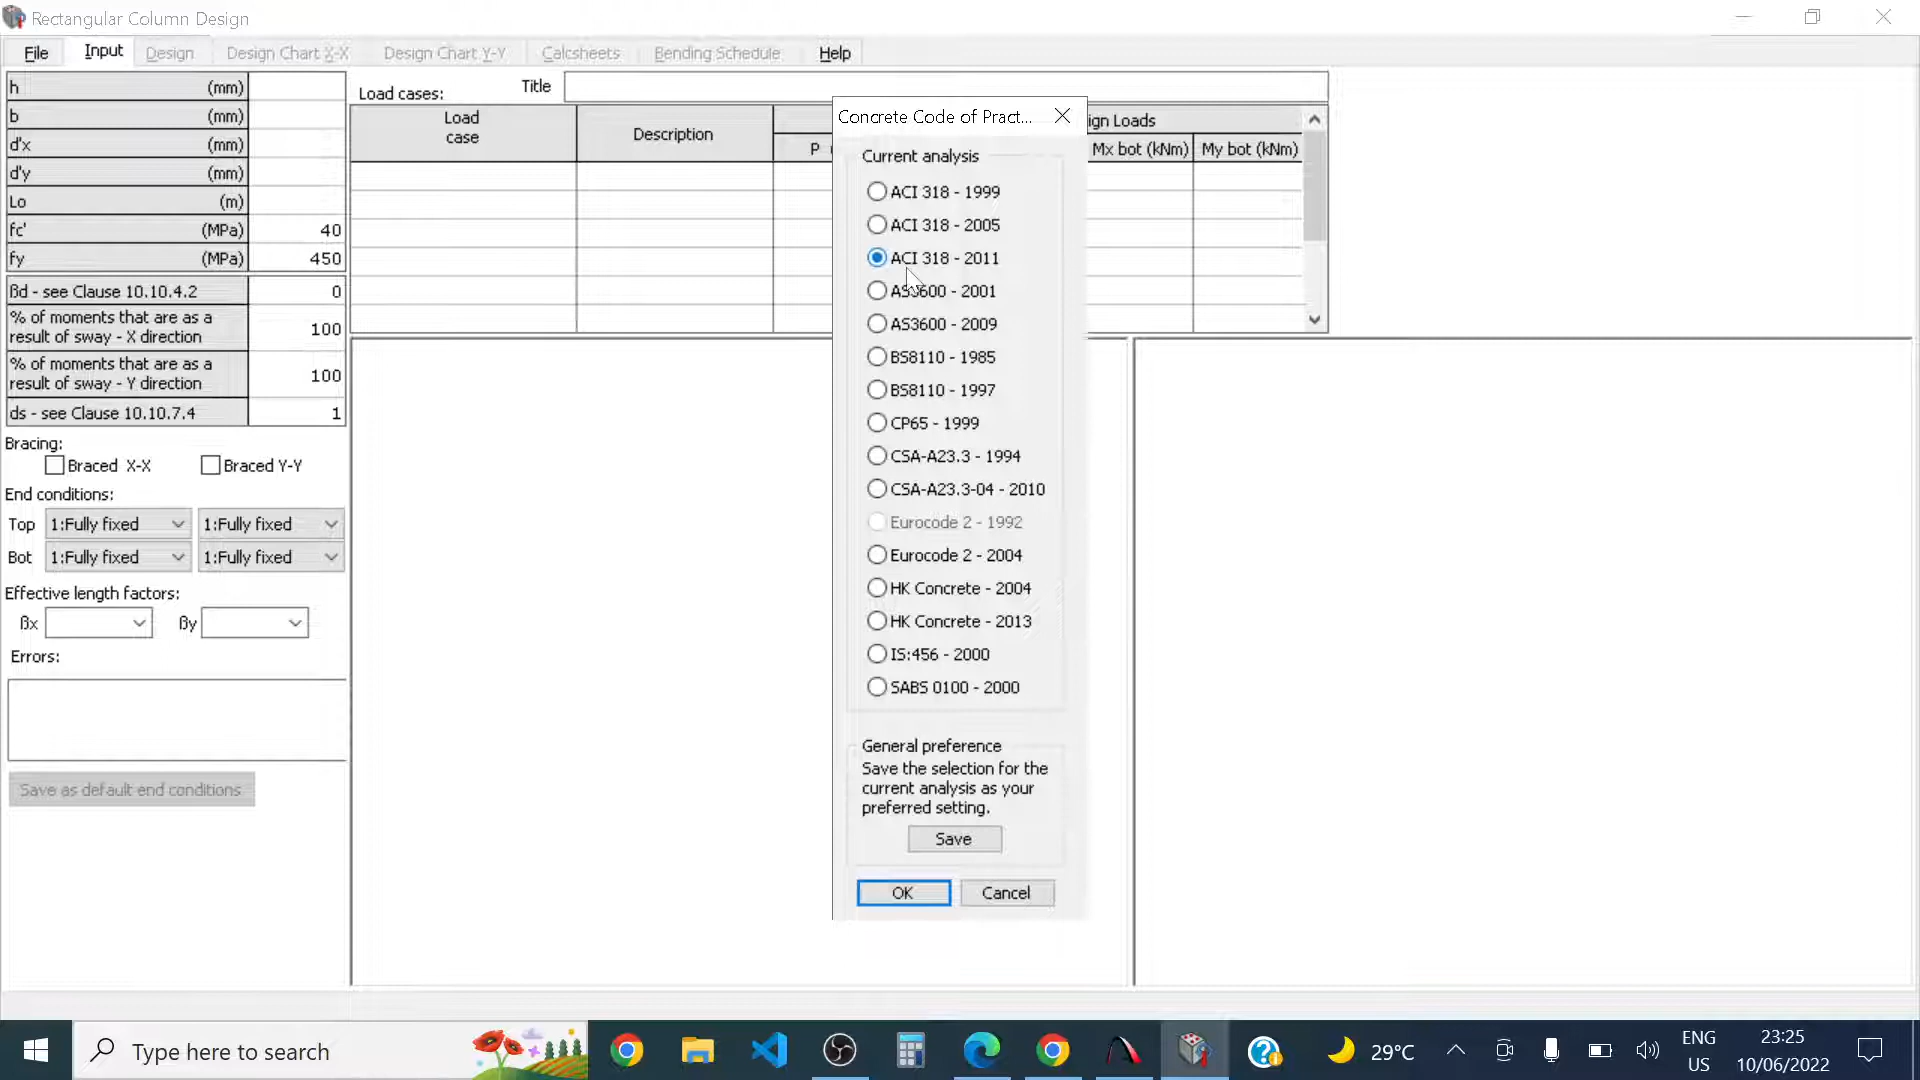 Rectangular Column Design
File Input Design Design Chart X-X Design Chart Y-Y Calcsheets Bending Schedule Help
h (mm)
b (mm)
d'x (mm)
d'y (mm)
Lo (m)
fc' (MPa) 40
fy (MPa) 450
ßd - see Clause 10.10.4.2 0
% of moments that are as a
result of sway - X direction 100
% of moments that are as a
result of sway - Y direction 100
ds - see Clause 10.10.7.4 1
Bracing:
Braced X-X Braced Y-Y
End conditions:
Top 1:Fully fixed 1:Fully fixed
Bot 1:Fully fixed 1:Fully fixed
Effective length factors:
ßx ßy
Errors:
Save as default end conditions
Load cases: Title
Load
case
Description
P
ign Loads
Mx bot (kNm) My bot (kNm)
Concrete Code of Pract...
Current analysis
ACI 318 - 1999
ACI 318 - 2005
ACI 318 - 2011
AS3600 - 2001
AS3600 - 2009
BS8110 - 1985
BS8110 - 1997
CP65 - 1999
CSA-A23.3 - 1994
CSA-A23.3-04 - 2010
Eurocode 2 - 1992
Eurocode 2 - 2004
HK Concrete - 2004
HK Concrete - 2013
IS:456 - 2000
SABS 0100 - 2000
General preference
Save the selection for the
current analysis as your
preferred setting.
Save
OK Cancel
Type here to search
29°C
ENG
US
23:25
10/06/2022